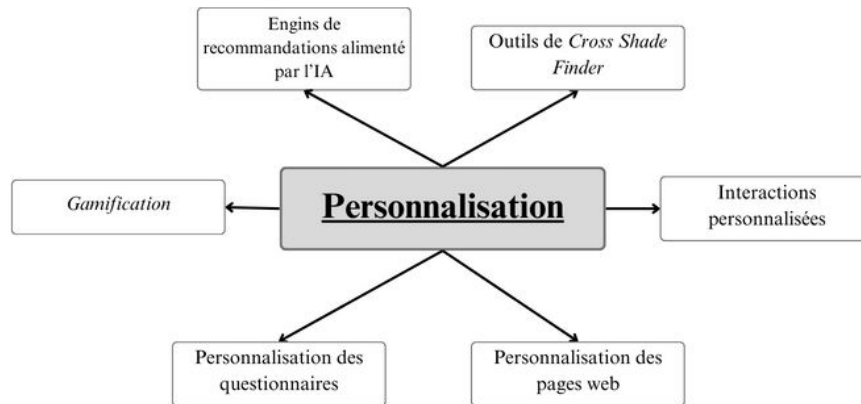 Engins de
recommandations alimenté
par l'IA
Outils de Cross Shade
Finder
Gamification
Personnalisation
Interactions
personnalisées
Personnalisation des
questionnaires
Personnalisation des
pages web